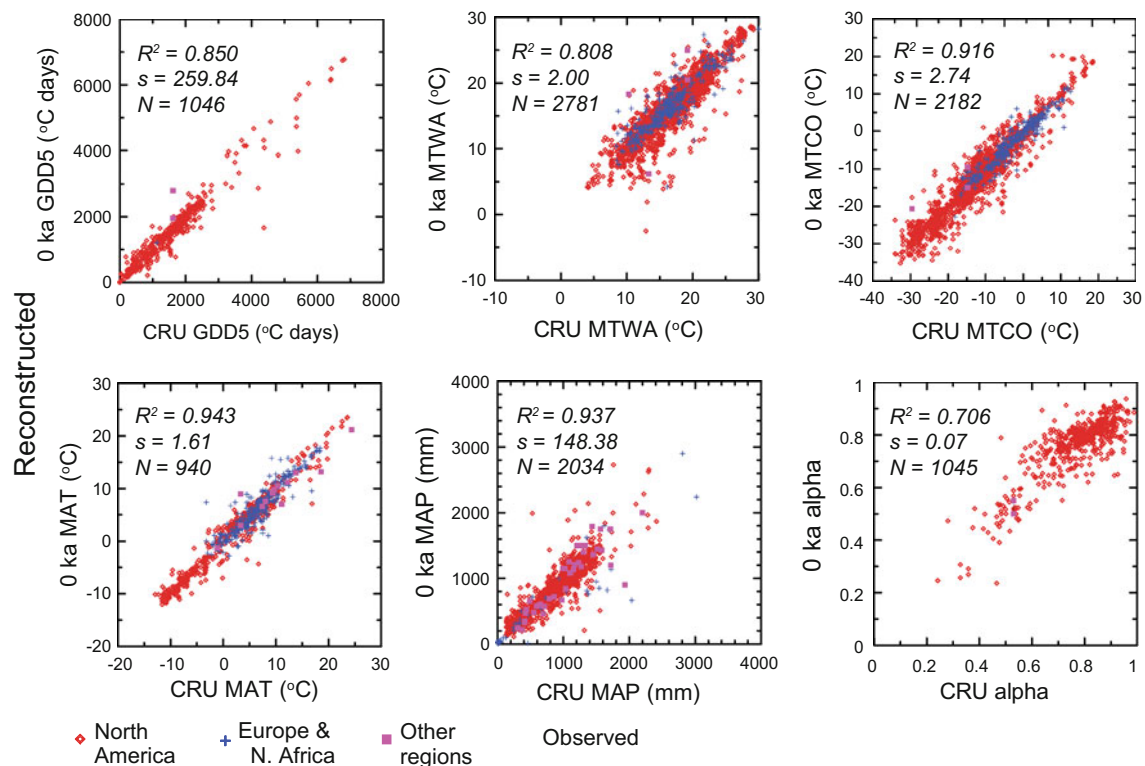 Reconstructed
8000
6000
4000
2000
0
0 2000 4000 6000 8000
0 ka GDD5 (°C days)
CRU GDD5 (°C days)
R² = 0.850
s = 259.84
N = 1046
30
20
10
0
-10
-10 0 10 20 30
0 ka MTWA (°C)
CRU MTWA (°C)
R² = 0.808
s = 2.00
N = 2781
30
20
10
0
-10
-20
-30
-40
-40 -30 -20 -10 0 10 20 30
0 ka MTCO (°C)
CRU MTCO (°C)
R² = 0.916
s = 2.74
N = 2182
30
20
10
0
-10
-20
-20 -10 0 10 20 30
0 ka MAT (°C)
CRU MAT (°C)
R² = 0.943
s = 1.61
N = 940
4000
3000
2000
1000
0
0 1000 2000 3000 4000
0 ka MAP (mm)
CRU MAP (mm)
R² = 0.937
s = 148.38
N = 2034
1
0.8
0.6
0.4
0.2
0
0 0.2 0.4 0.6 0.8 1
0 ka alpha
CRU alpha
R² = 0.706
s = 0.07
N = 1045
North
America
Europe &
N. Africa
Other
regions
Observed